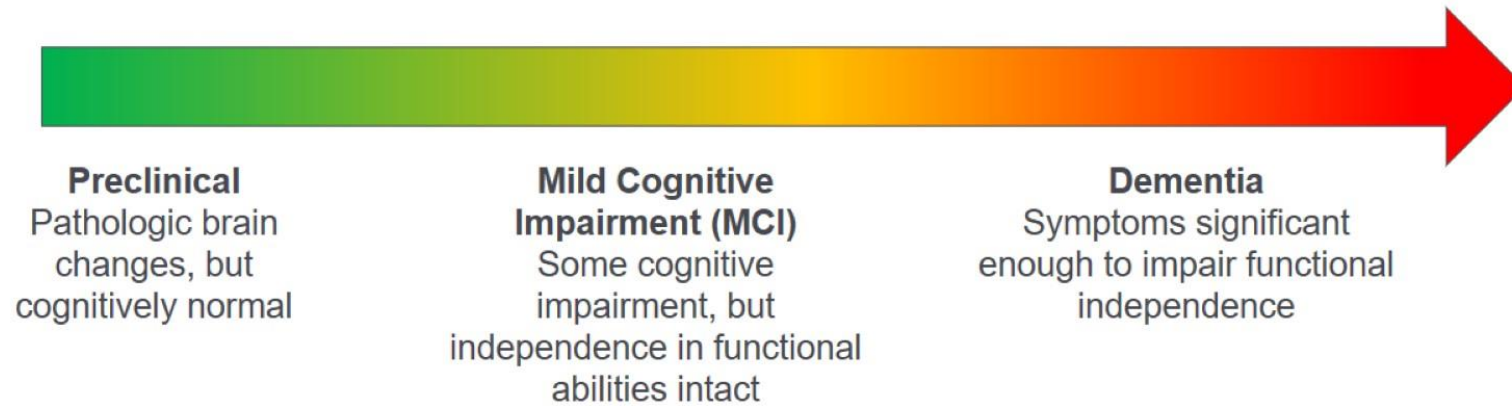 Preclinical
Pathologic brain
changes, but
cognitively normal
Mild Cognitive
Impairment (MCI)
Some cognitive
impairment, but
independence in functional
abilities intact
Dementia
Symptoms significant
enough to impair functional
independence